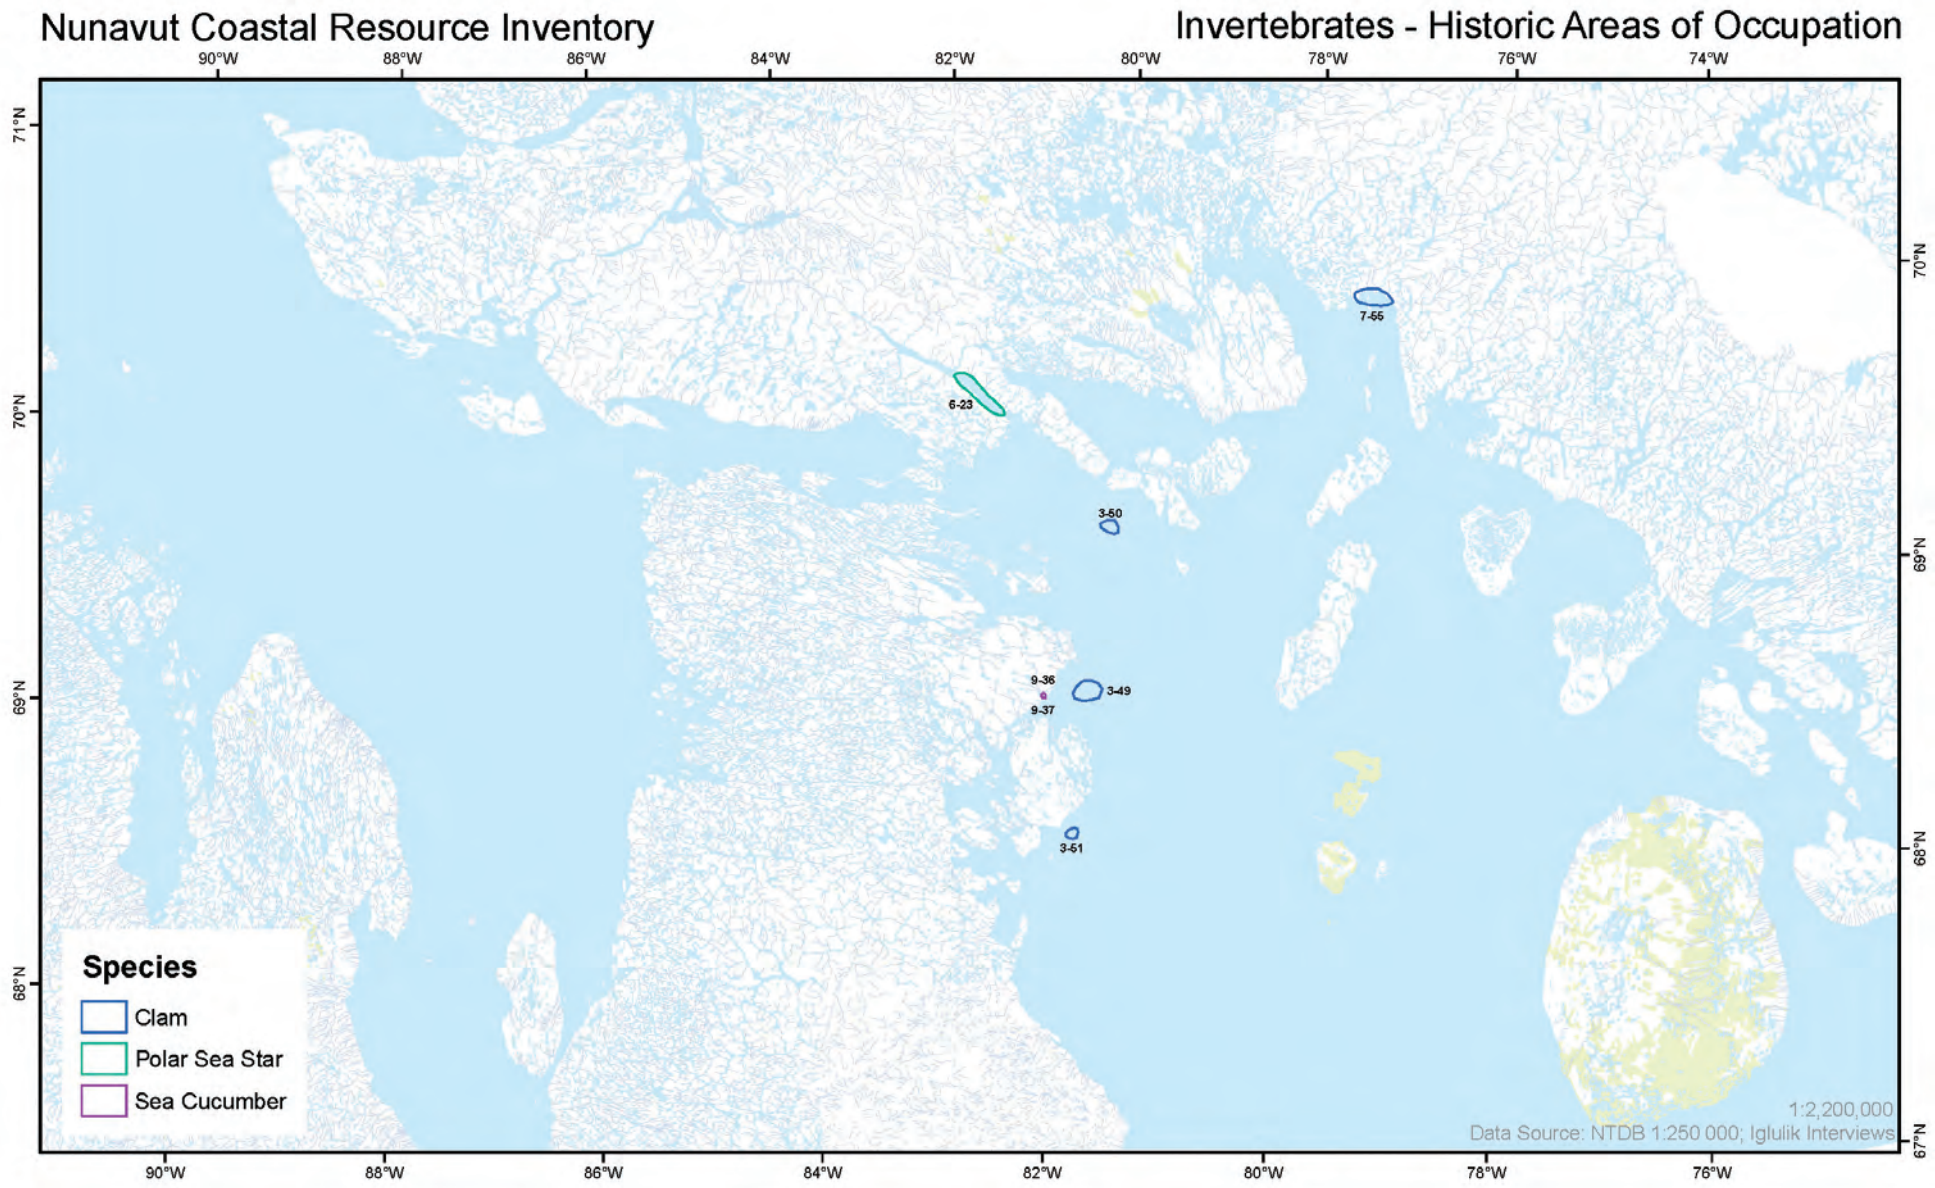 Nunavut Coastal Resource Inventory
Invertebrates - Historic Areas of Occupation
90°W 88°W 86°W 84°W 82°W 80°W 78°W 76°W 74°W
71°N
70°N
7-55
6-23
70°N
3-50
69°N
9-36
3-49
69°N
9-37
3-51
68°N
Species
68°N
Clam
Polar Sea Star
Sea Cucumber
1:2,200,000
Data Source: NTDB 1:250 000; Iglulik Interviews
67°N
90°W 88°W 86°W 84°W 82°W 80°W 78°W 76°W